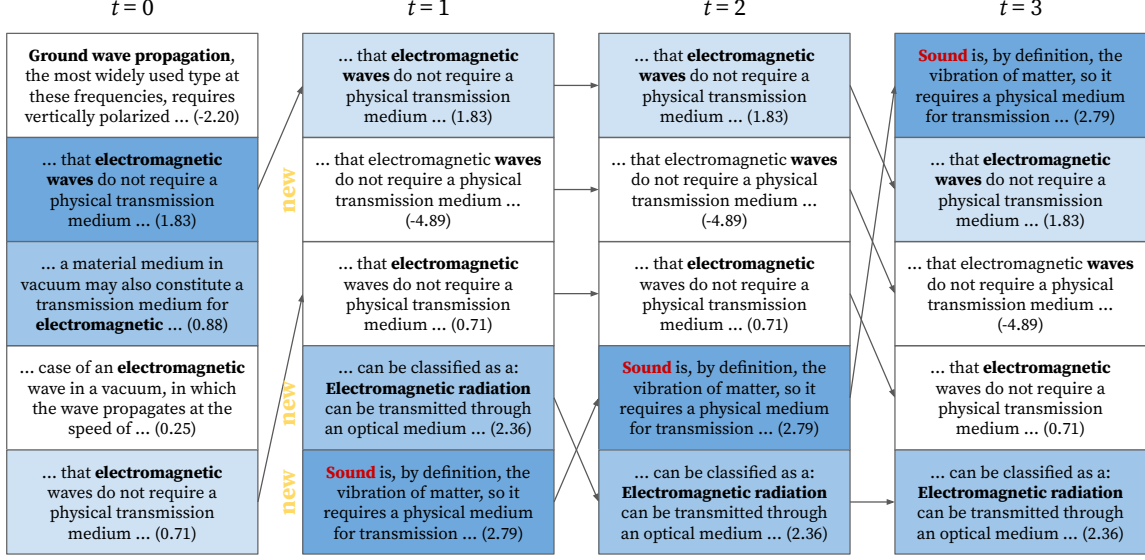 t = 0
t = 1
t = 2
t = 3
Ground wave propagation,
the most widely used type at
these frequencies, requires
vertically polarized ... (-2.20)
... that electromagnetic
waves do not require a
physical transmission
medium ... (1.83)
... a material medium in
vacuum may also constitute a
transmission medium for
electromagnetic ... (0.88)
... case of an electromagnetic
wave in a vacuum, in which
the wave propagates at the
speed of ... (0.25)
... that electromagnetic
waves do not require a
physical transmission
medium ... (0.71)
... that electromagnetic
waves do not require a
physical transmission
medium ... (1.83)
new
... that electromagnetic waves
do not require a physical
transmission medium ...
(-4.89)
... that electromagnetic
waves do not require a
physical transmission
medium ... (0.71)
new
... can be classified as a:
Electromagnetic radiation
can be transmitted through
an optical medium ... (2.36)
new
Sound is, by definition, the
vibration of matter, so it
requires a physical medium
for transmission ... (2.79)
... that electromagnetic
waves do not require a
physical transmission
medium ... (1.83)
... that electromagnetic waves
do not require a physical
transmission medium ...
(-4.89)
... that electromagnetic
waves do not require a
physical transmission
medium ... (0.71)
Sound is, by definition, the
vibration of matter, so it
requires a physical medium
for transmission ... (2.79)
... can be classified as a:
Electromagnetic radiation
can be transmitted through
an optical medium ... (2.36)
Sound is, by definition, the
vibration of matter, so it
requires a physical medium
for transmission ... (2.79)
... that electromagnetic
waves do not require a
physical transmission
medium ... (1.83)
... that electromagnetic waves
do not require a physical
transmission medium ...
(-4.89)
... that electromagnetic
waves do not require a
physical transmission
medium ... (0.71)
... can be classified as a:
Electromagnetic radiation
can be transmitted through
an optical medium ... (2.36)